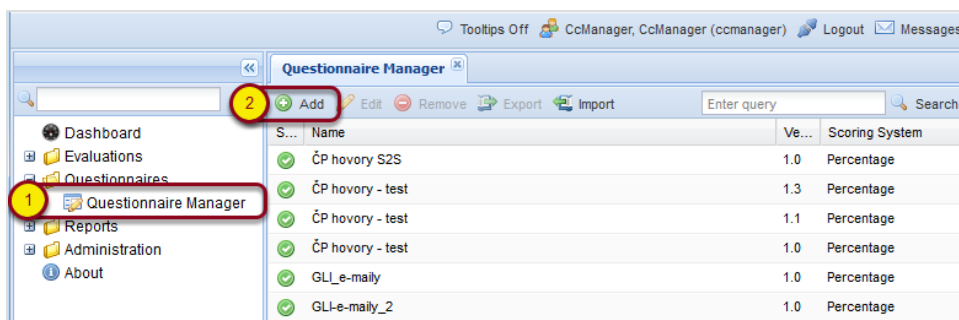 Tooltips Off CcManager, CcManager (ccmanager) Logout Messages
Questionnaire Manager
2 Add Edit Remove Export Import Enter query Search
Dashboard
Evaluations
Questionnaires
1 Questionnaire Manager
Reports
Administration
About
S... Name Ve... Scoring System
ČP hovory S2S 1.0 Percentage
ČP hovory - test 1.3 Percentage
ČP hovory - test 1.1 Percentage
ČP hovory - test 1.0 Percentage
GLI_e-maily 1.0 Percentage
GLI-e-maily_2 1.0 Percentage